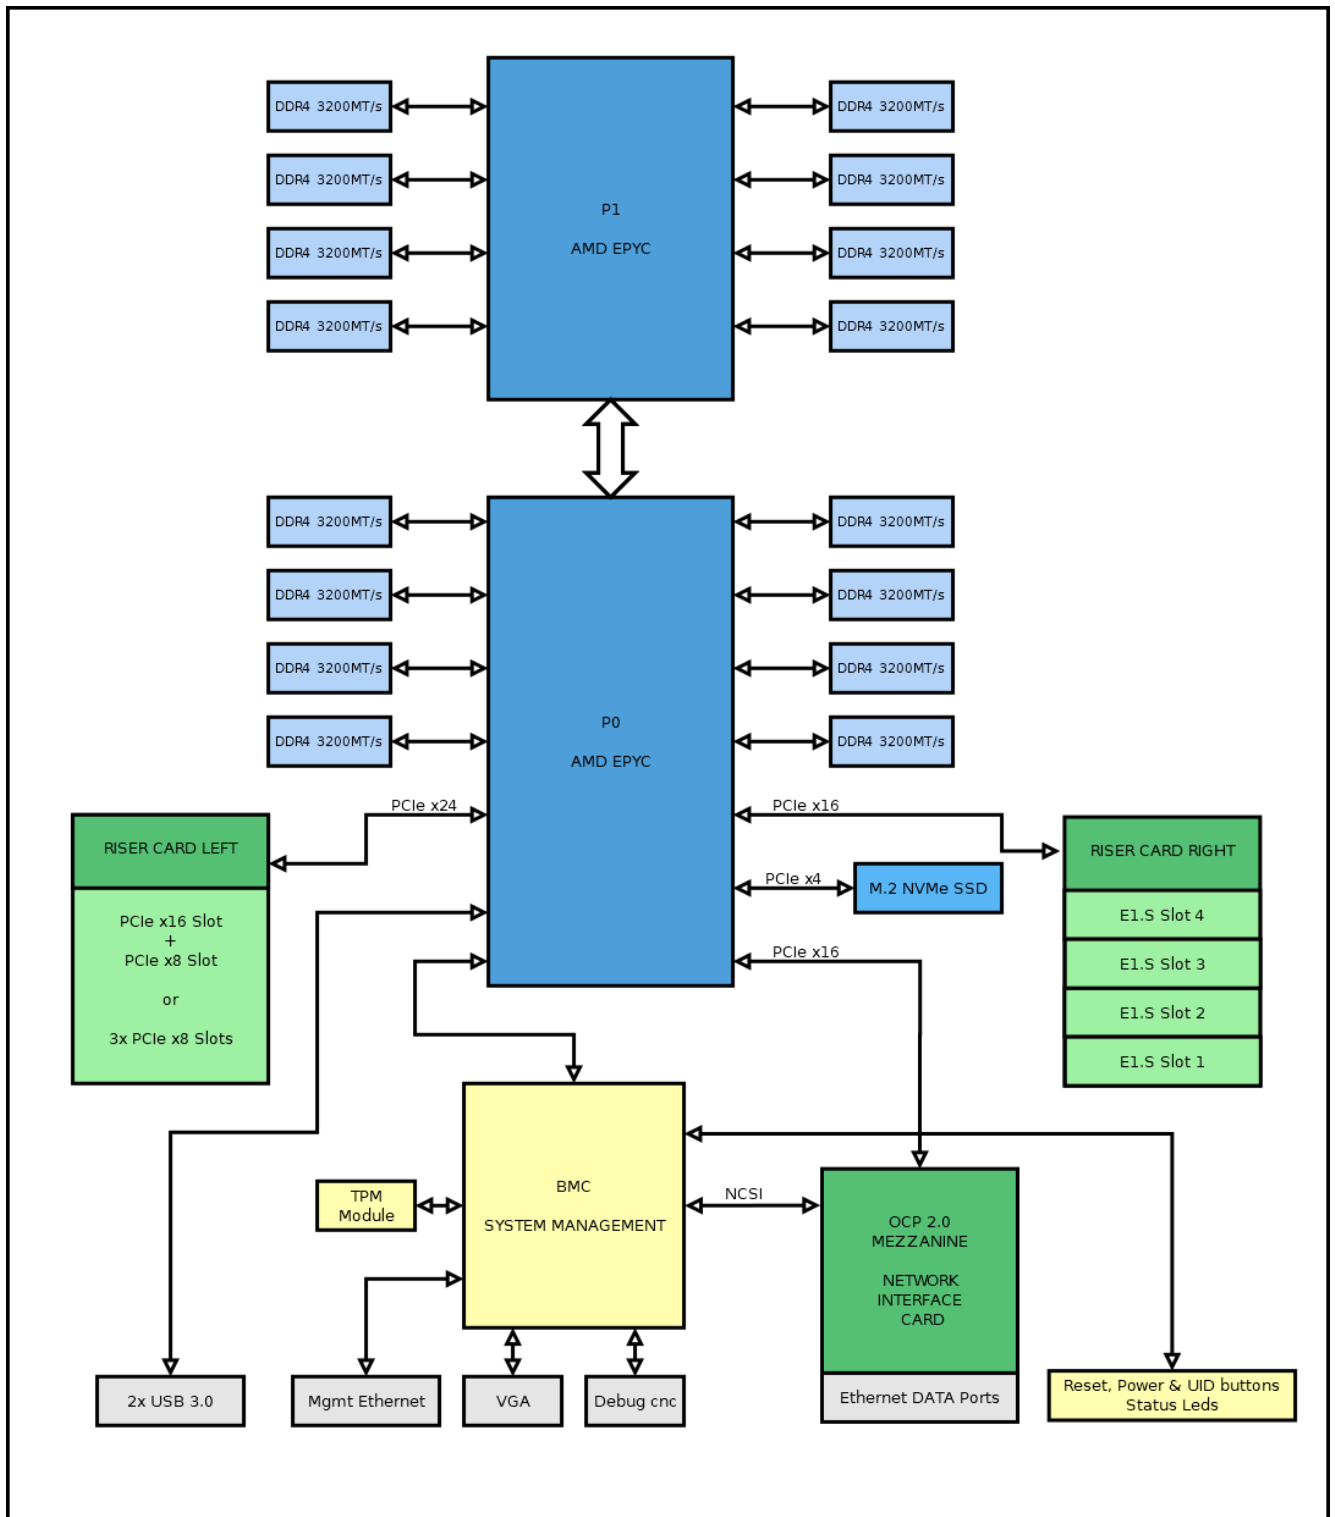 DDR4 3200MT/s
DDR4 3200MT/s
DDR4 3200MT/s
DDR4 3200MT/s
P1
AMD EPYC
DDR4 3200MT/s
DDR4 3200MT/s
DDR4 3200MT/s
DDR4 3200MT/s
DDR4 3200MT/s
DDR4 3200MT/s
DDR4 3200MT/s
DDR4 3200MT/s
P0
AMD EPYC
DDR4 3200MT/s
DDR4 3200MT/s
DDR4 3200MT/s
DDR4 3200MT/s
PCIe x24
PCIe x16
RISER CARD LEFT
PCIe x16 Slot
+
PCIe x8 Slot
or
3x PCIe x8 Slots
PCIe x4
M.2 NVMe SSD
PCIe x16
RISER CARD RIGHT
E1.S Slot 4
E1.S Slot 3
E1.S Slot 2
E1.S Slot 1
TPM
Module
BMC
SYSTEM MANAGEMENT
NCSI
OCP 2.0
MEZZANINE
NETWORK
INTERFACE
CARD
2x USB 3.0
Mgmt Ethernet
VGA
Debug cnc
Ethernet DATA Ports
Reset, Power & UID buttons
Status Leds